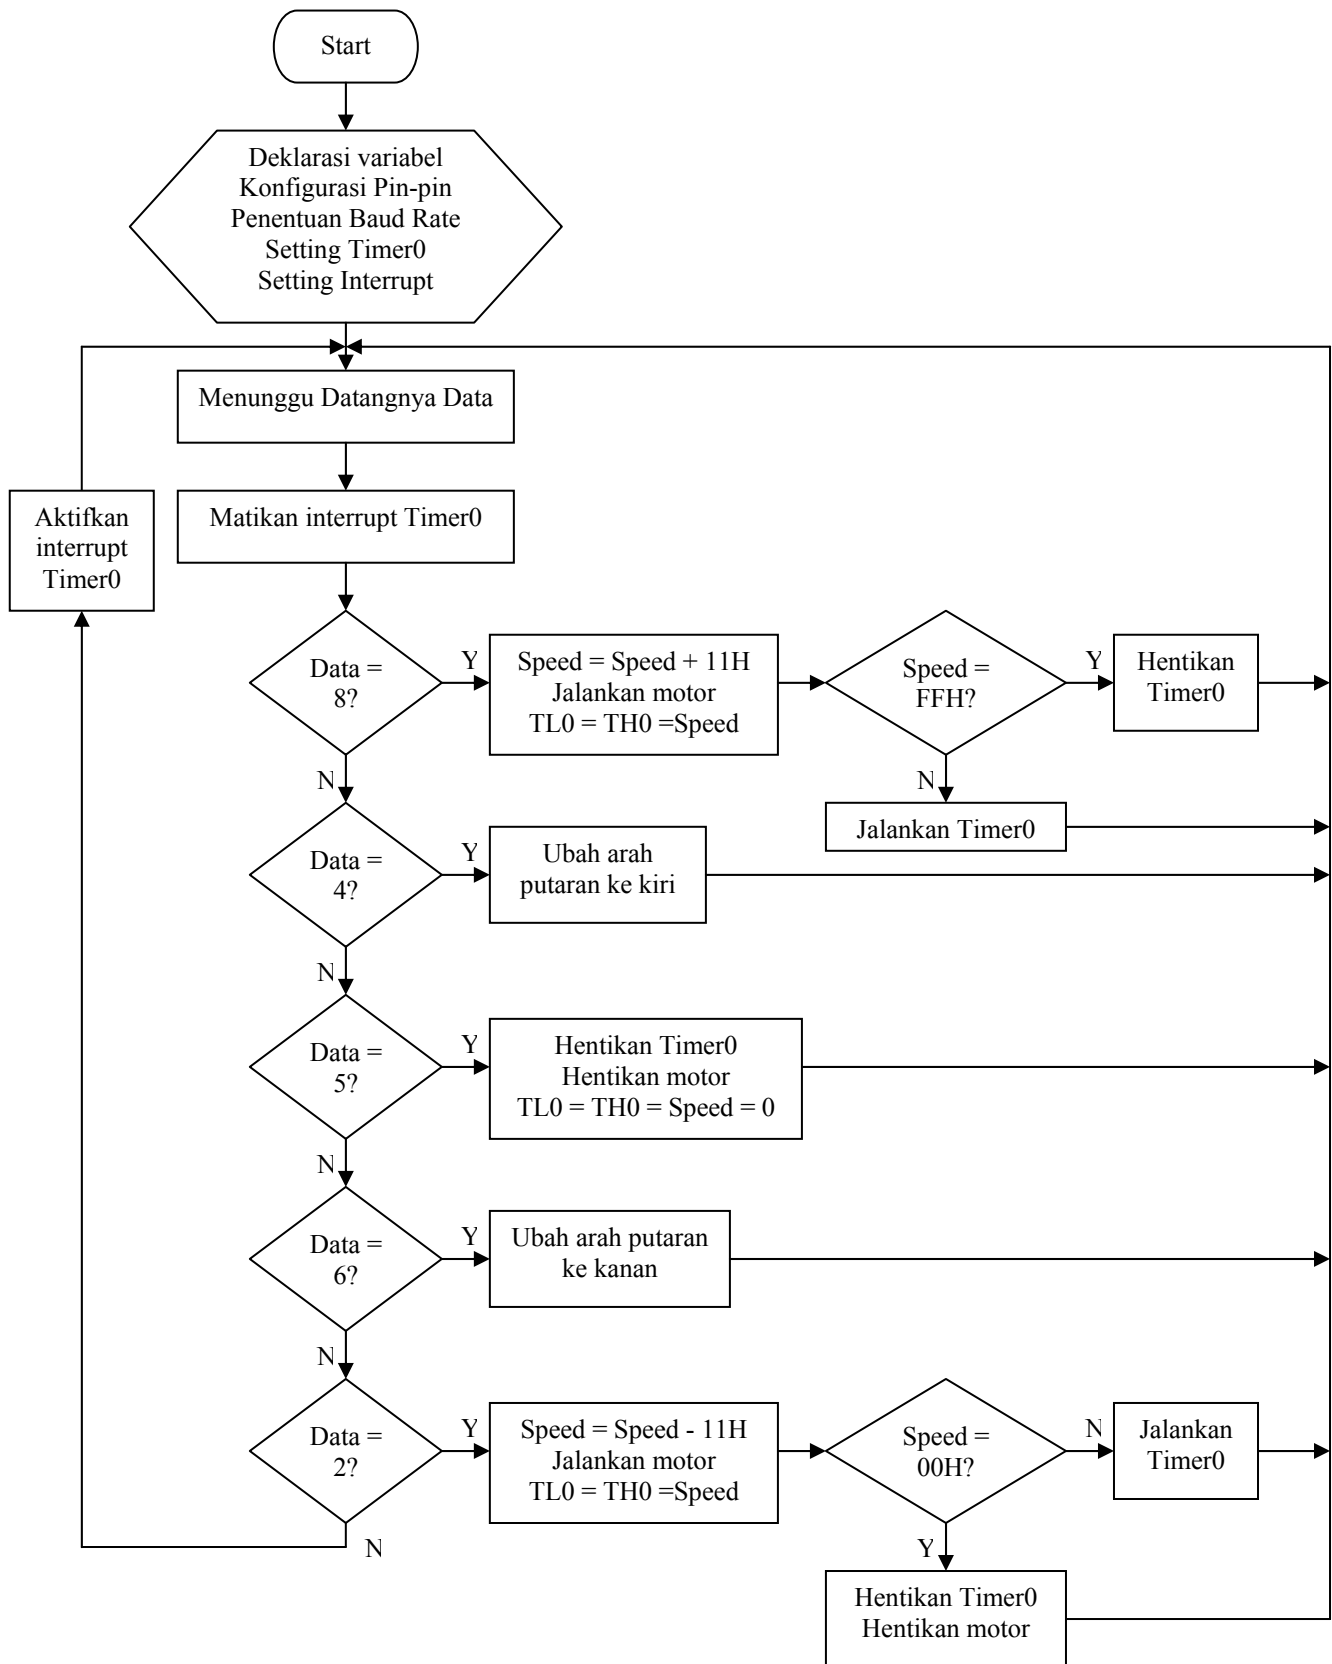 Start
Deklarasi variabel
Konfigurasi Pin-pin
Penentuan Baud Rate
Setting Timer0
Setting Interrupt
Menunggu Datangnya Data
Aktifkan
interrupt
Timer0
Matikan interrupt Timer0
Data =
8?
Y
Speed = Speed + 11H
Jalankan motor
TL0 = TH0 =Speed
Speed =
FFH?
Y
Hentikan
Timer0
N
N
Jalankan Timer0
Data =
4?
Y
Ubah arah
putaran ke kiri
N
Data =
5?
Y
Hentikan Timer0
Hentikan motor
TL0 = TH0 = Speed = 0
N
Data =
6?
Y
Ubah arah putaran
ke kanan
N
Data =
2?
Y
Speed = Speed - 11H
Jalankan motor
TL0 = TH0 =Speed
Speed =
00H?
N
Jalankan
Timer0
N
Y
Hentikan Timer0
Hentikan motor